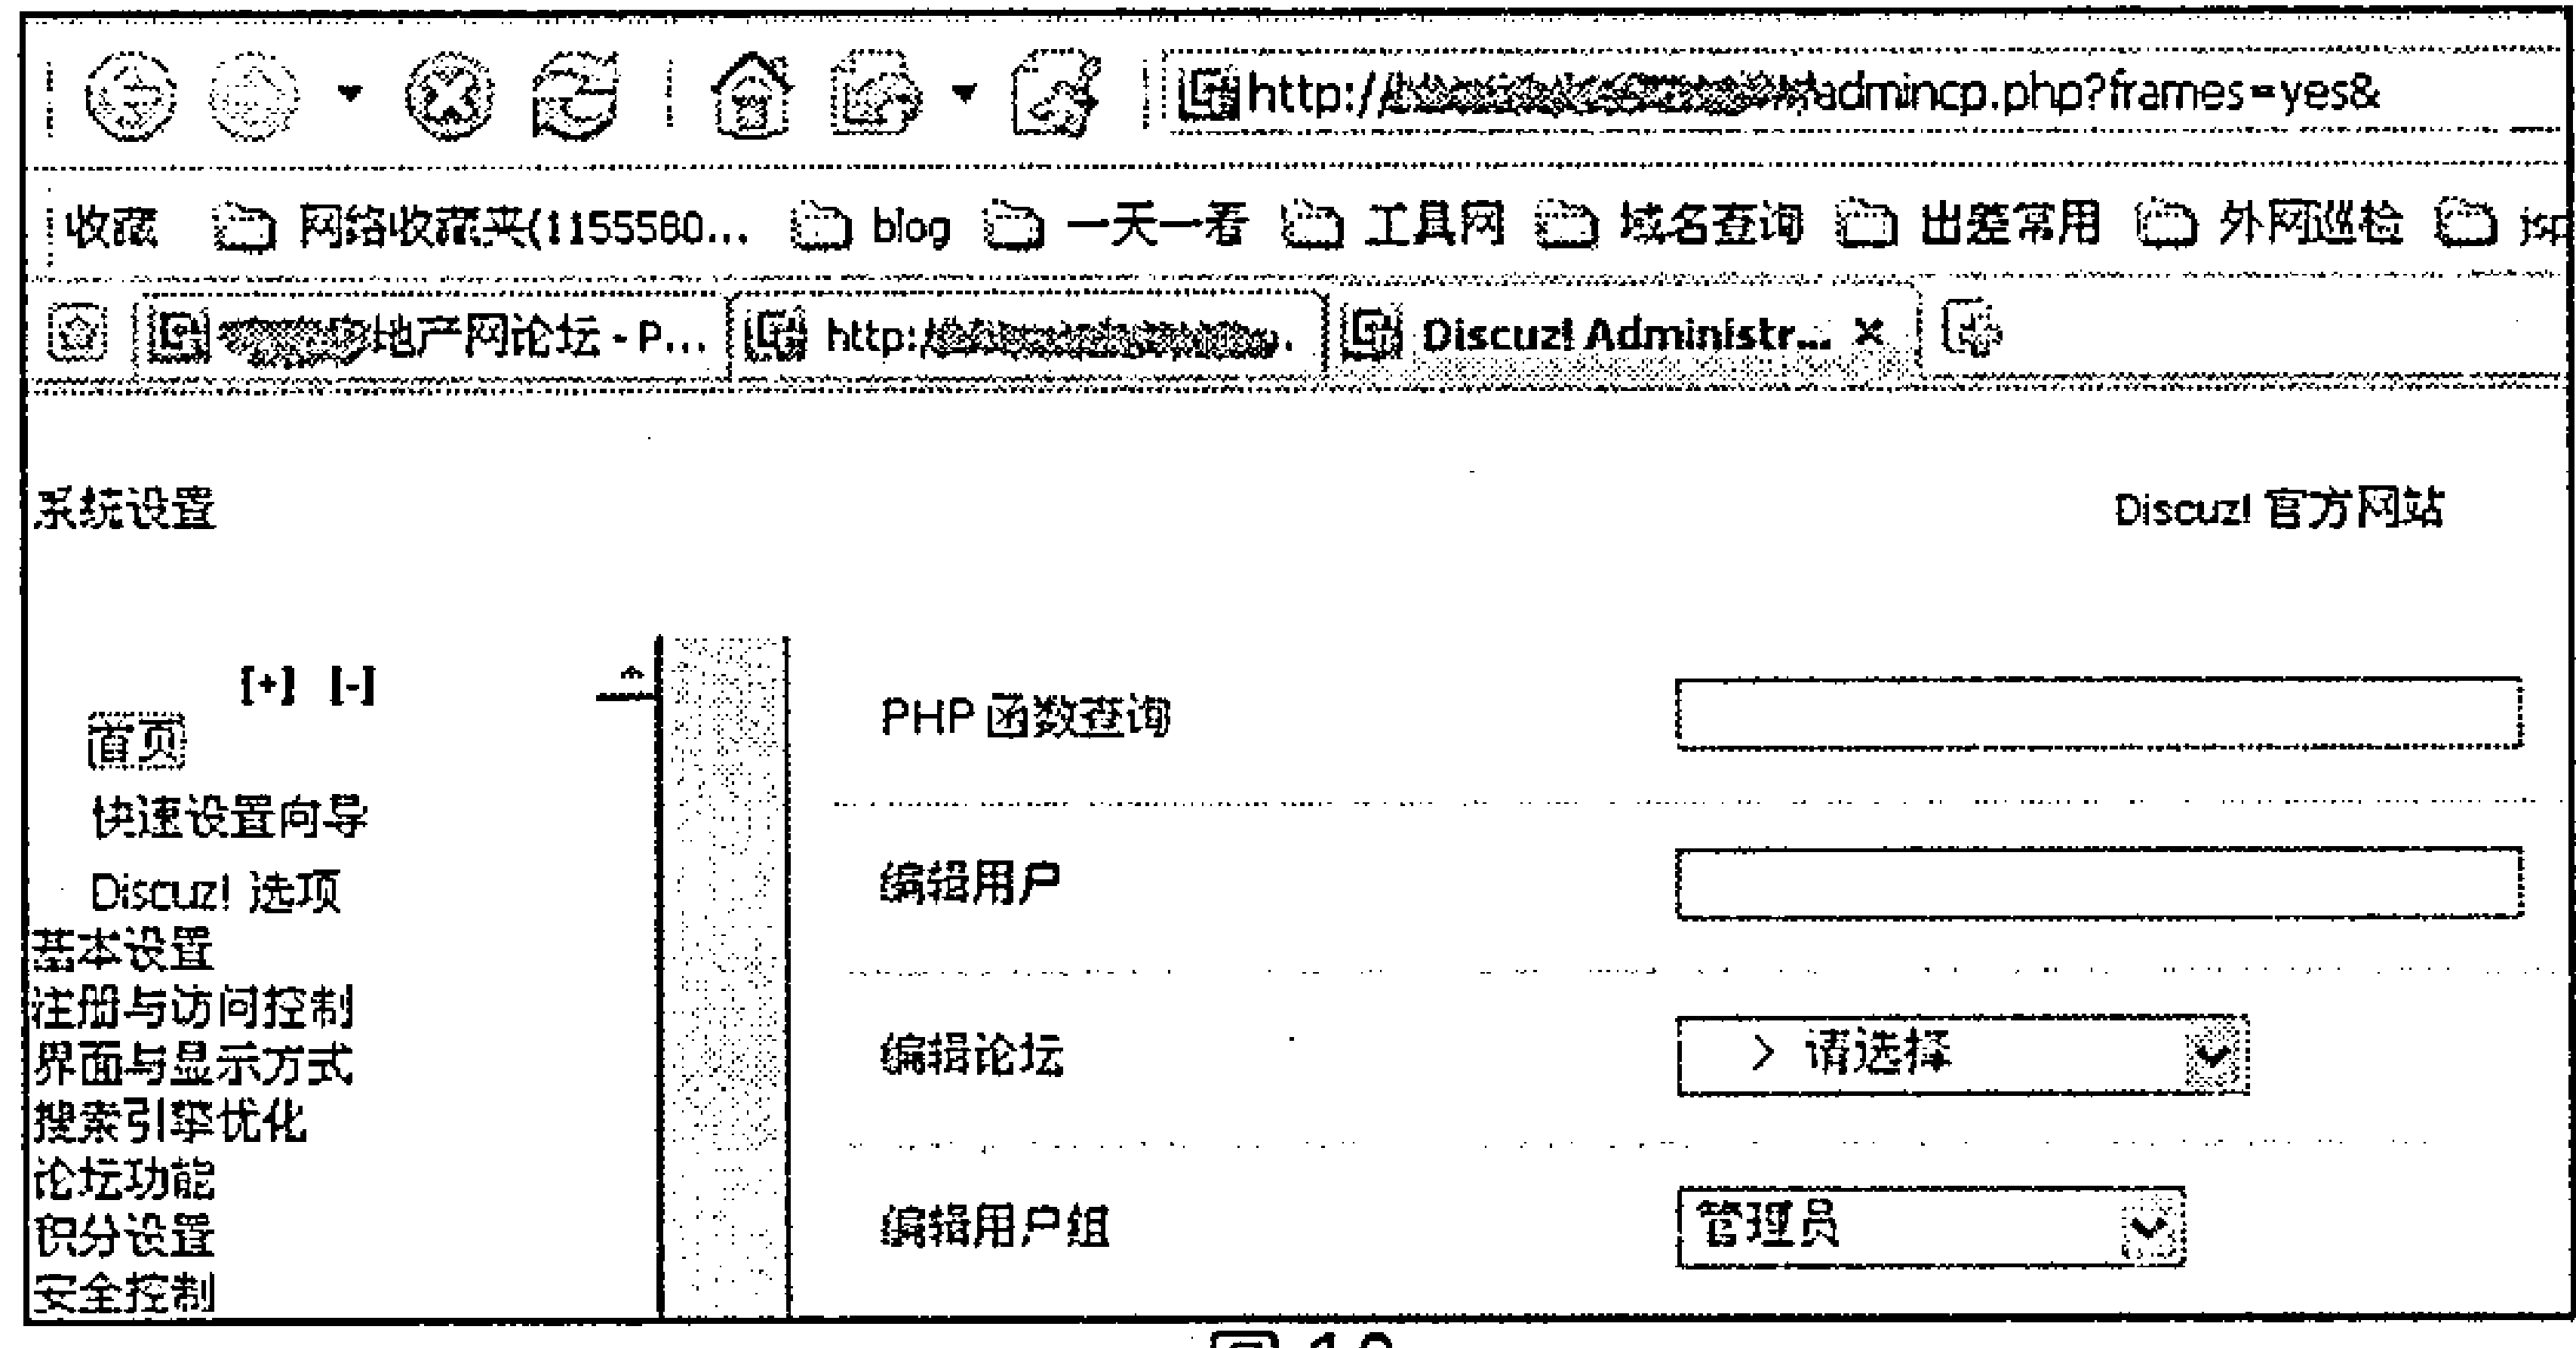 http:// admincp.php?frames=yes&
收藏 网络收藏夹(1155580... blog 一天一看 工具网 域名查询 出差常用 外网巡检
地产网论坛 - P... http:/ Discuz! Administr...
系统设置 Discuz! 官方网站
[+] [-]
首页
快速设置向导
Discuz! 选项
基本设置
注册与访问控制
界面与显示方式
搜索引擎优化
论坛功能
积分设置
安全控制
PHP 函数查询
编辑用户
编辑论坛 > 请选择
编辑用户组 管理员